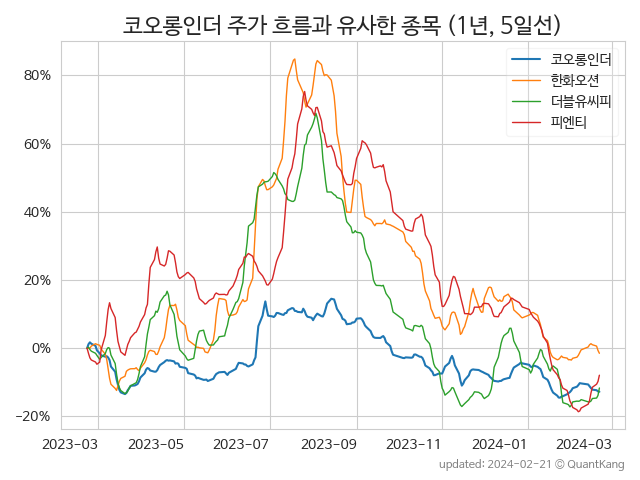 코오롱인더 주가 흐름과 유사한 종목 (1년, 5일선)
코오롱인더
한화오션
더블유씨피
피엔티
80%
60%
40%
20%
0%
−20%
2023-03 2023-05 2023-07 2023-09 2023-11 2024-01 2024-03
updated: 2024-02-21 © QuantKang